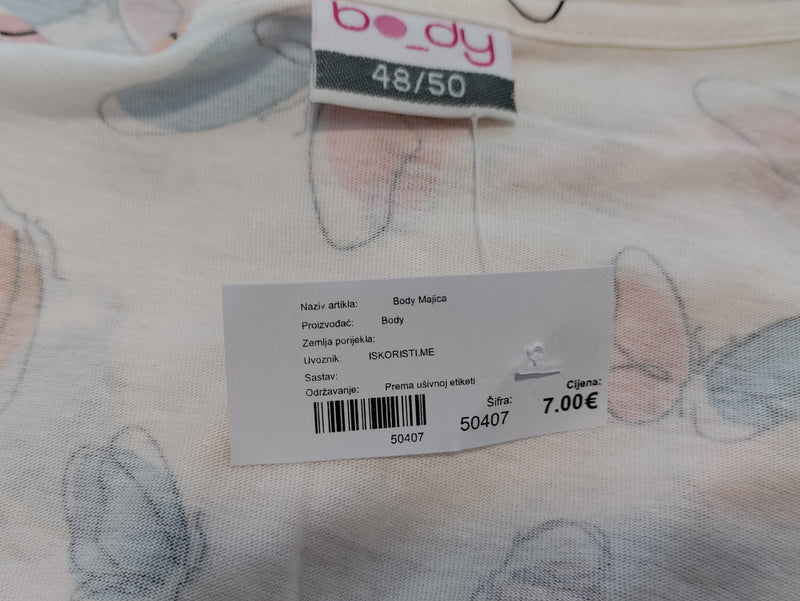 bo_dy
48/50
Naziv artikla: Body Majica
Proizvođač: Body
Zemlja porijekla:
Uvoznik: ISKORISTI.ME
Sastav:
Održavanje: Prema ušivnoj etiketi
50407
Šifra:
50407
Cijena:
7.00€